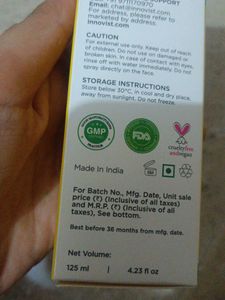 SUPPORT
91 9711170970
Email: chat@innovist.com
For address, please refer to
marketed by address.
innovist.com
CAUTION
For external use only. Keep out of reach
of children. Do not use on damaged or
broken skin. In case of contact with eyes,
rinse off with water immediately. Do not
spray directly on the face.
STORAGE INSTRUCTIONS
Store below 30°C, in cool and dry place,
away from sunlight. Do not freeze.
GMP
FDA
crueltyfree
andvegan
Made In India
For Batch No., Mfg. Date, Unit sale
price (₹) (Inclusive of all taxes)
and M.R.P. (₹) (Inclusive of all
taxes), See bottom.
Best before 36 months from mfg. date.
Net Volume:
125 ml | 4.23 fl oz